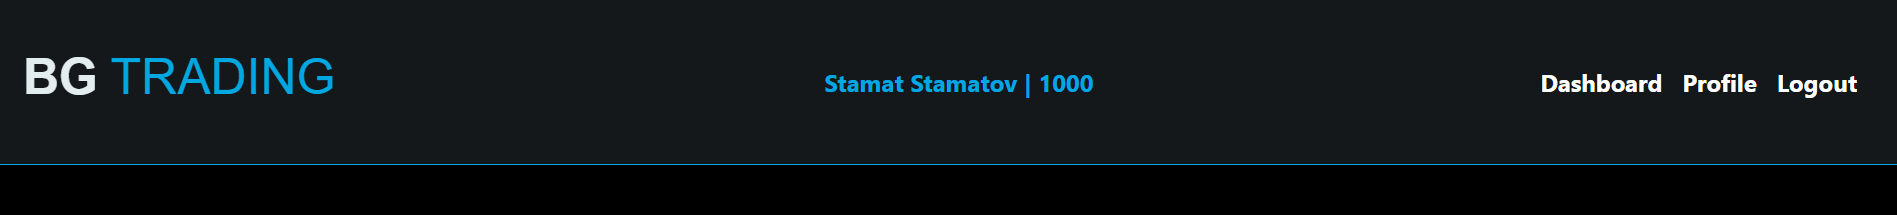 BG TRADING
Stamat Stamatov | 1000
Dashboard Profile Logout